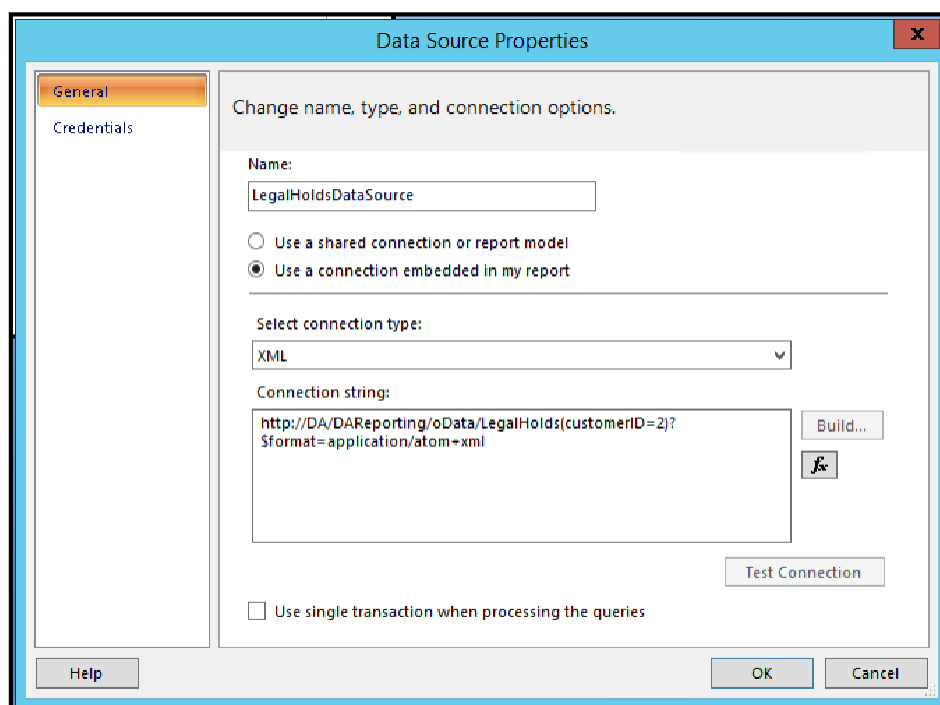 Data Source Properties
x
General
Credentials
Change name, type, and connection options.
Name:
LegalHoldsDataSource
Use a shared connection or report model
Use a connection embedded in my report
Select connection type:
XML
Connection string:
http://DA/DAReporting/oData/LegalHolds(customerID=2)?
$format=application/atom+xml
Build...
fx
Test Connection
Use single transaction when processing the queries
Help
OK
Cancel